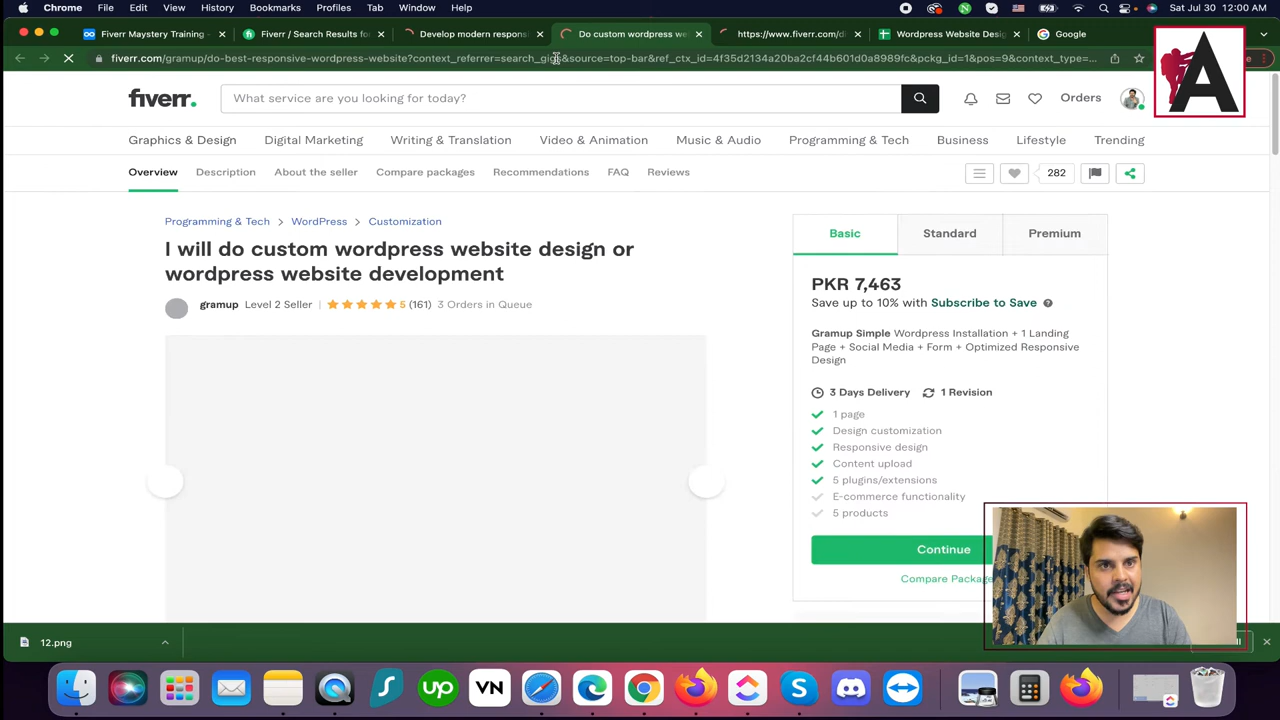 Chrome File Edit View History Bookmarks Profiles Tab Window Help Sat Jul 30 12:00 AM
Fiverr Maystery Training - Fiverr / Search Results for Develop modern respons Do custom wordpress we https://www.fiverr.com/d WordPress Website Desig Google
fiverr.com/gramup/do-best-responsive-wordpress-website?context_referrer=search_gigs&source=top-bar&ref_ctx_id=4f35d2134a20ba2cf44b601d0a8989fc&pckg_id=1&pos=9&context_type=...
A
fiverr. What service are you looking for today? Orders
Graphics & Design Digital Marketing Writing & Translation Video & Animation Music & Audio Programming & Tech Business Lifestyle Trending
Overview Description About the seller Compare packages Recommendations FAQ Reviews 282
Programming & Tech > WordPress > Customization
I will do custom wordpress website design or
wordpress website development
gramup Level 2 Seller | 5 (161) 3 Orders in Queue
Basic Standard Premium
PKR 7,463
Save up to 10% with Subscribe to Save ?
Gramup Simple Wordpress Installation + 1 Landing
Page + Social Media + Form + Optimized Responsive
Design
3 Days Delivery 1 Revision
1 page
Design customization
Responsive design
Content upload
5 plugins/extensions
E-commerce functionality
5 products
Continue
Compare Packag
12.png
up VN S